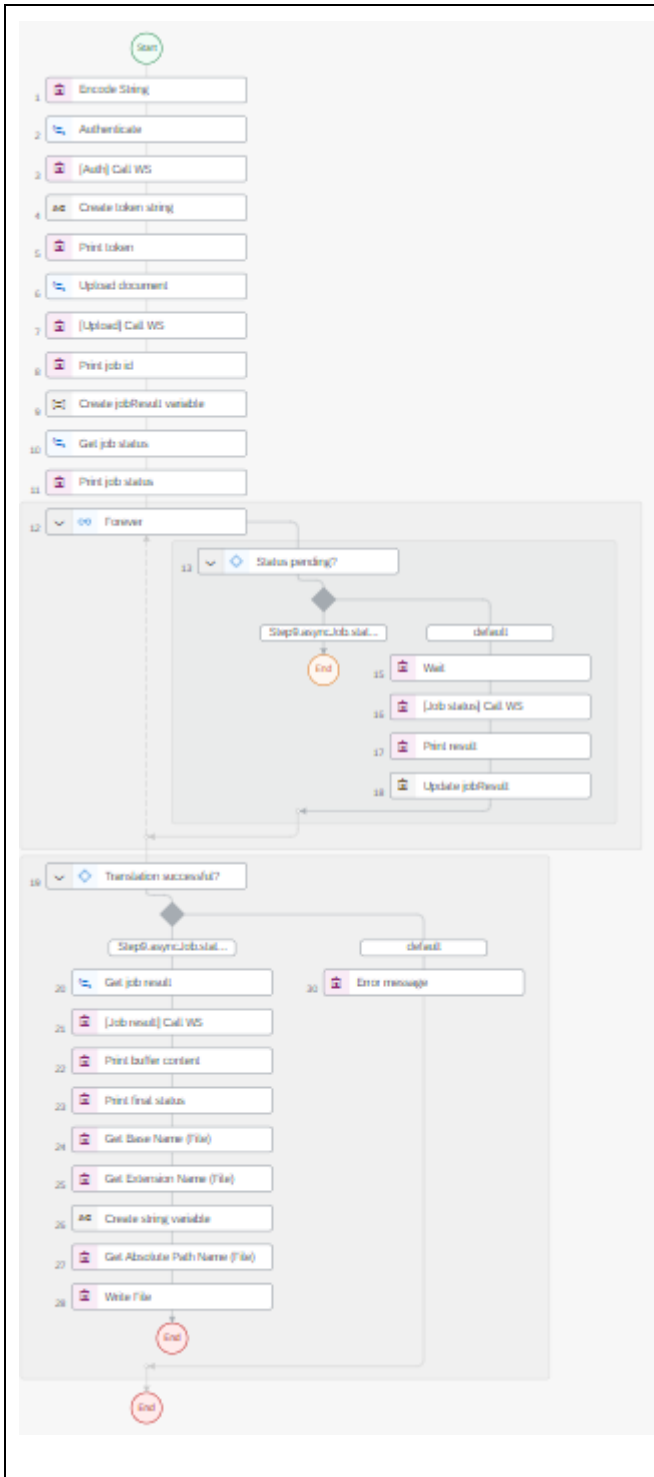 Start
1 Encode String
2 Authenticate
3 [Auth] Call WS
4 Create token string
5 Print token
6 Upload document
7 [Upload] Call WS
8 Print job id
9 Create jobResult variable
10 Get job status
11 Print job status
12 Forever
13 Status pending?
Step9.asyncJob.stat... default
End
15 Wait
16 [Job status] Call WS
17 Print result
18 Update jobResult
19 Translation successful?
Step9.asyncJob.stat... default
20 Get job result 30 Error message
21 [Job result] Call WS
22 Print buffer content
23 Print final status
24 Get Base Name (File)
25 Get Extension Name (File)
26 Create string variable
27 Get Absolute Path Name (File)
28 Write File
End
End